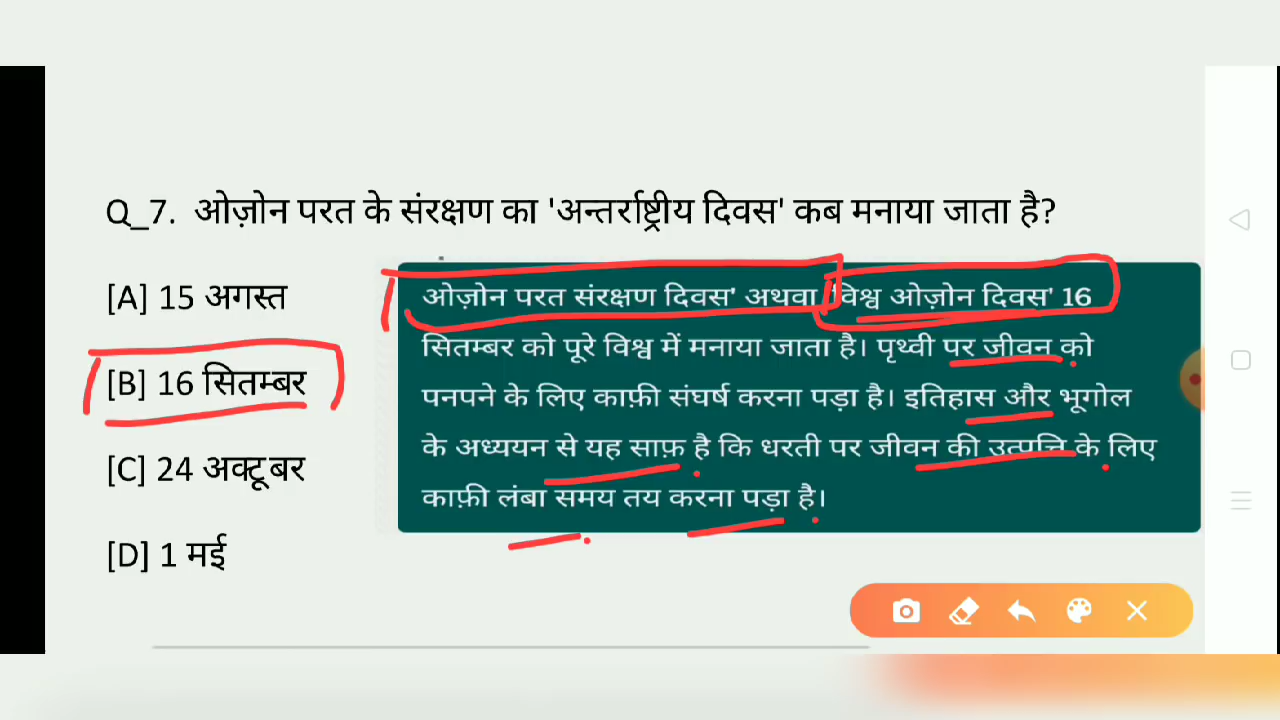 Q_7. ओज़ोन परत के संरक्षण का 'अन्तर्राष्ट्रीय दिवस' कब मनाया जाता है?
[A] 15 अगस्त
[B] 16 सितम्बर
[C] 24 अक्टूबर
[D] 1 मई
ओज़ोन परत संरक्षण दिवस' अथवा 'विश्व ओज़ोन दिवस' 16
सितम्बर को पूरे विश्व में मनाया जाता है। पृथ्वी पर जीवन को
पनपने के लिए काफ़ी संघर्ष करना पड़ा है। इतिहास और भूगोल
के अध्ययन से यह साफ़ है कि धरती पर जीवन की उत्पत्ति के लिए
काफ़ी लंबा समय तय करना पड़ा है।